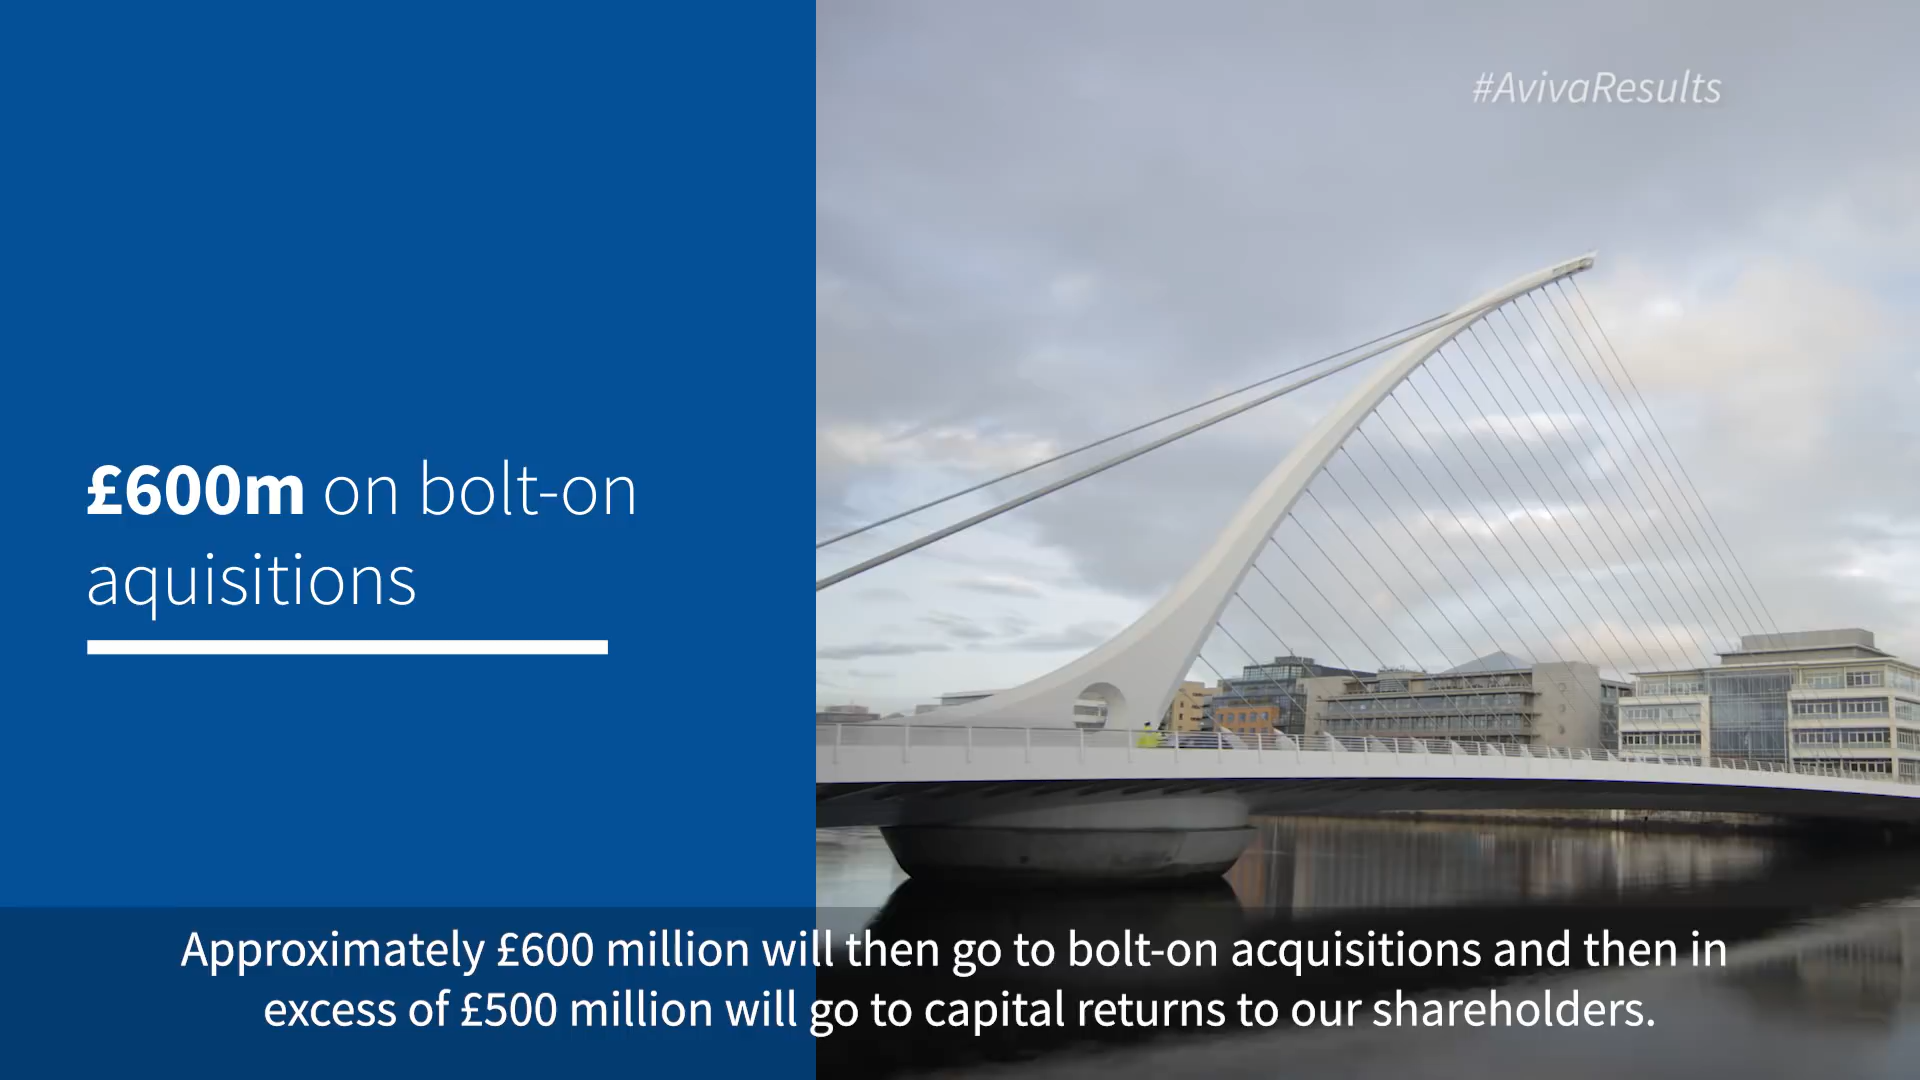 #AvivaResults
£600m on bolt-on
aquisitions
Approximately £600 million will then go to bolt-on acquisitions and then in
excess of £500 million will go to capital returns to our shareholders.